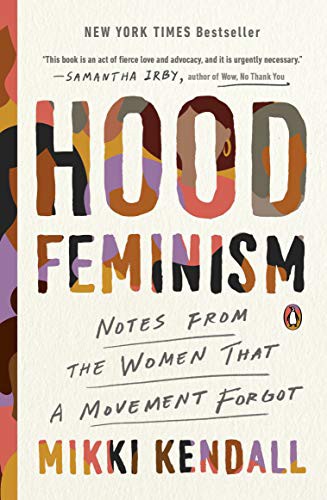 NEW YORK TIMES Bestseller
"This book is an act of fierce love and advocacy, and it is urgently necessary."
—SAMANTHA IRBY, author of Wow, No Thank You
HOOD
FEMINISM
NOTES FROM
THE WOMEN THAT
A MOVEMENT FORGOT
MIKKI KENDALL